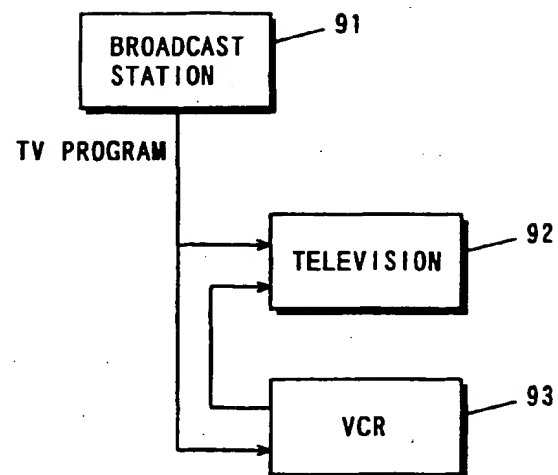 91
BROADCAST
STATION
TV PROGRAM
92
TELEVISION
93
VCR